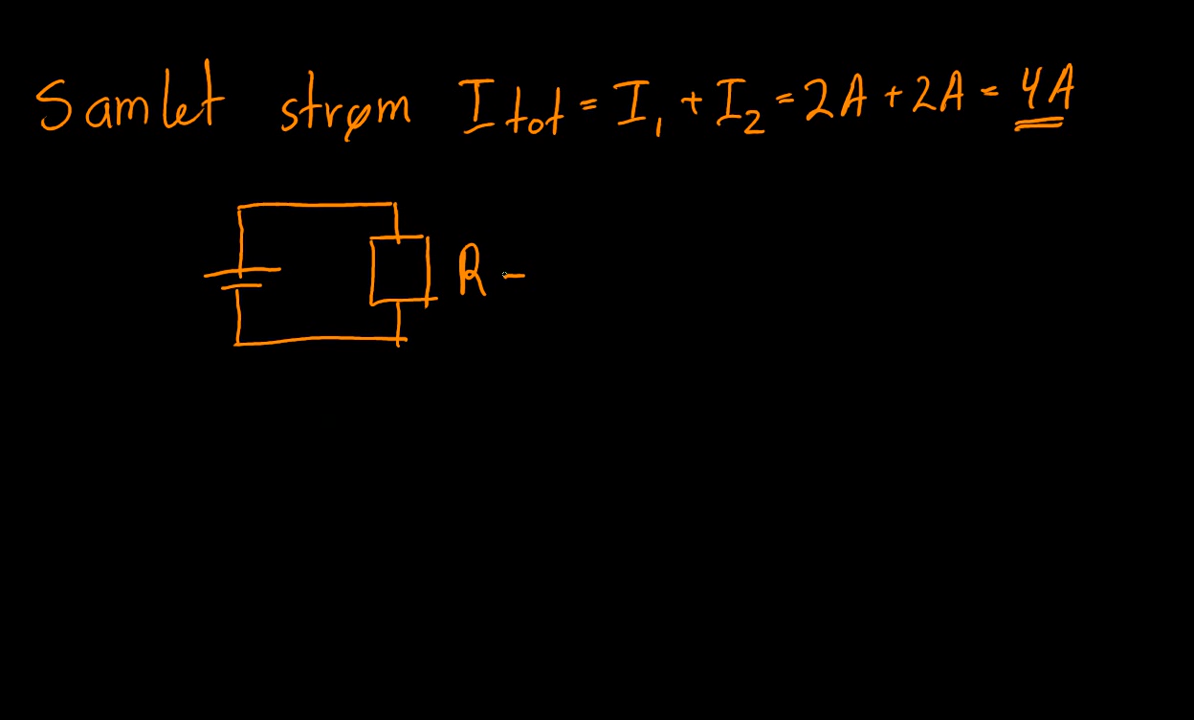 Samlet strøm I tot = I₁ + I₂ = 2A + 2A = 4A
R -